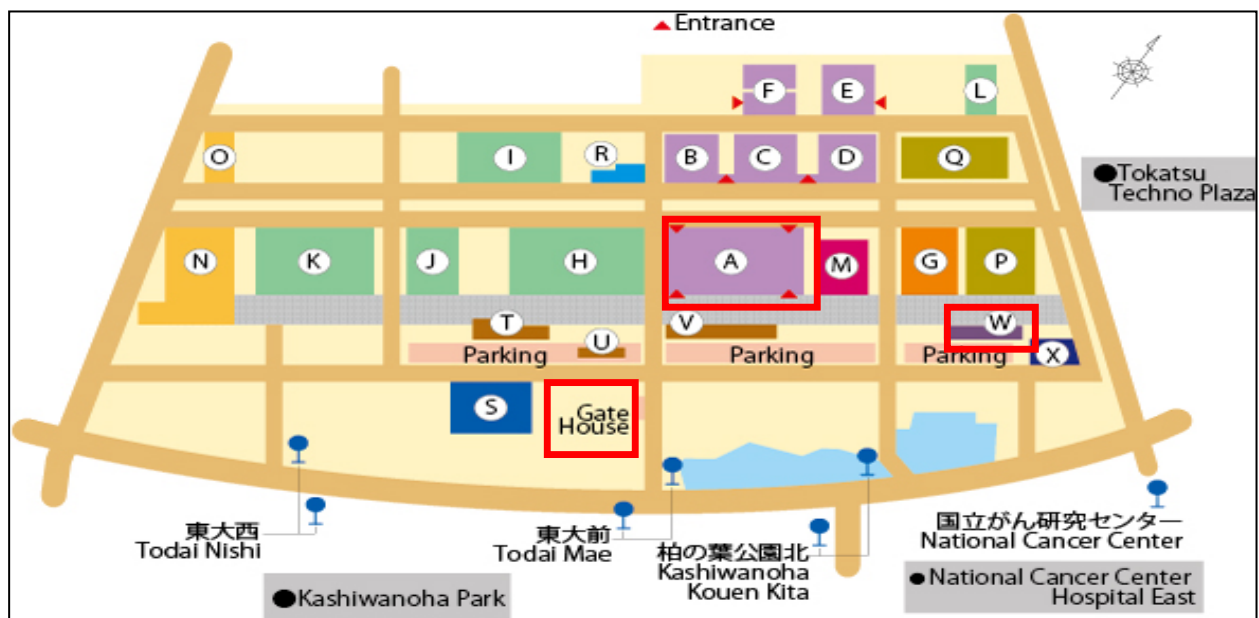 Entrance
F
E
L
O
I
R
B
C
D
Q
Tokatsu
Techno Plaza
N
K
J
H
A
M
G
P
T
U
V
W
X
Parking
Parking
Parking
S
Gate
House
東大西
Todai Nishi
東大前
Todai Mae
柏の葉公園北
Kashiwanoha
Kouen Kita
国立がん研究センター
National Cancer Center
Kashiwanoha Park
National Cancer Center
Hospital East